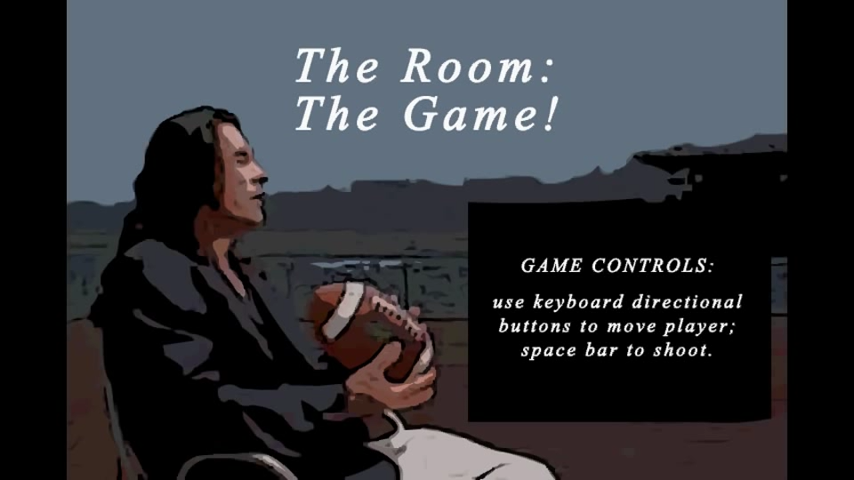 The Room:
The Game!
GAME CONTROLS:
use keyboard directional
buttons to move player;
space bar to shoot.